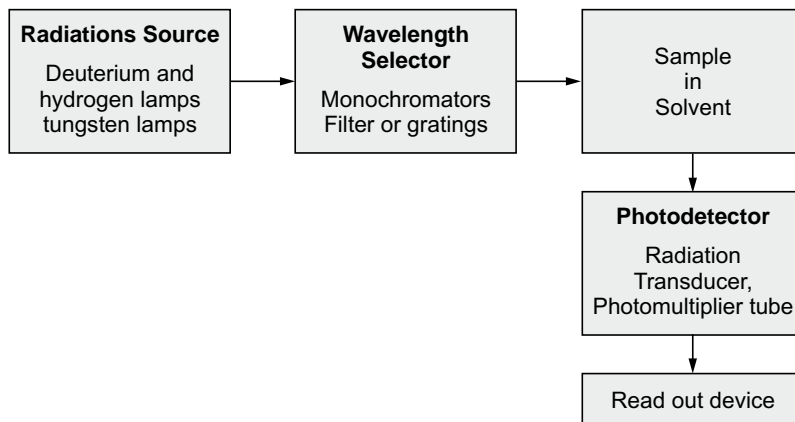 Radiations Source
Deuterium and
hydrogen lamps
tungsten lamps
Wavelength
Selector
Monochromators
Filter or gratings
Sample
in
Solvent
Photodetector
Radiation
Transducer,
Photomultiplier tube
Read out device